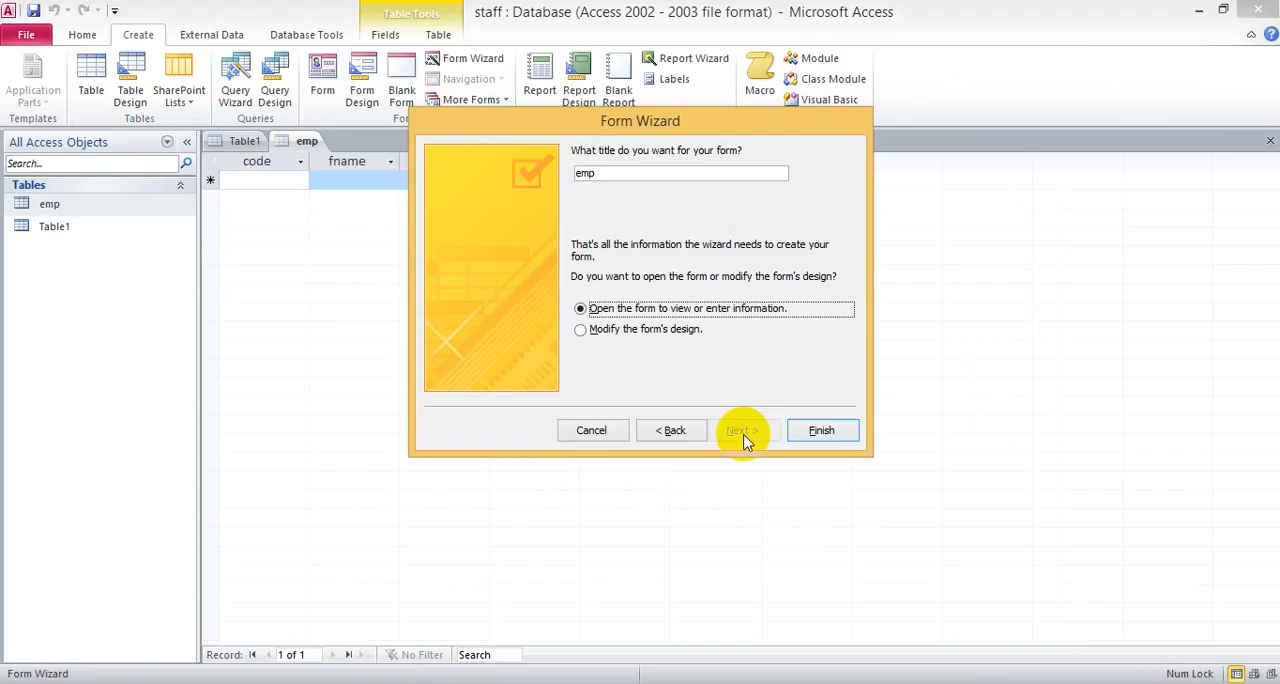 Table Tools
staff : Database (Access 2002 - 2003 file format) - Microsoft Access
File
Home
Create
External Data
Database Tools
Fields
Table
Application Parts
Templates
Table
Table Design
SharePoint Lists
Tables
Query Wizard
Query Design
Queries
Form
Form Design
Blank Form
Form Wizard
Navigation
More Forms
Report
Report Design
Blank Report
Report Wizard
Labels
Macro
Module
Class Module
Visual Basic
Form Wizard
All Access Objects
Search...
Tables
emp
Table1
Table1
emp
code
fname
What title do you want for your form?
emp
That's all the information the wizard needs to create your
form.
Do you want to open the form or modify the form's design?
Open the form to view or enter information.
Modify the form's design.
Cancel
< Back
Next >
Finish
Record:
1 of 1
No Filter
Search
Form Wizard
Num Lock